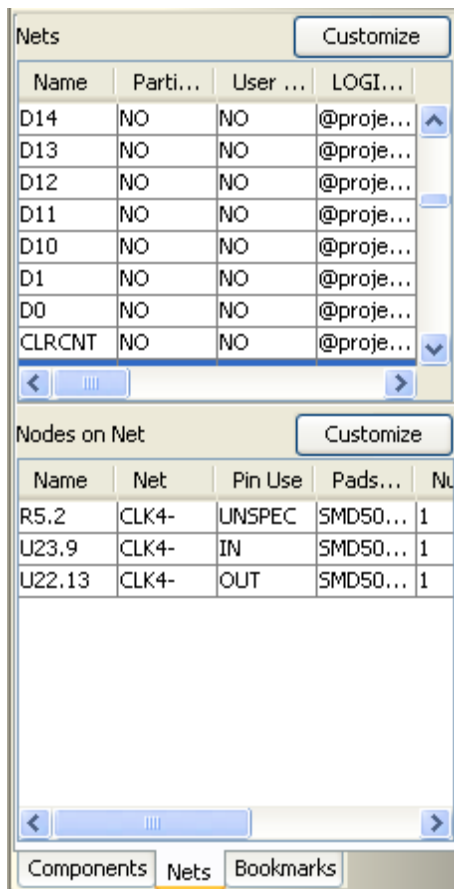 Nets Customize
Name Parti... User ... LOGI...
D14 NO NO @proje...
D13 NO NO @proje...
D12 NO NO @proje...
D11 NO NO @proje...
D10 NO NO @proje...
D1 NO NO @proje...
D0 NO NO @proje...
CLRCNT NO NO @proje...
Nodes on Net Customize
Name Net Pin Use Pads... Nu
R5.2 CLK4- UNSPEC SMD50... 1
U23.9 CLK4- IN SMD50... 1
U22.13 CLK4- OUT SMD50... 1
Components Nets Bookmarks